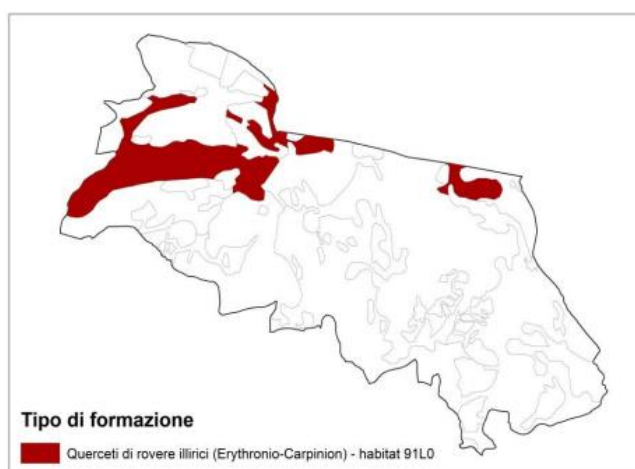 Tipo di formazione
Querceti di rovere illirici (Erythronio-Carpinion) - habitat 91L0